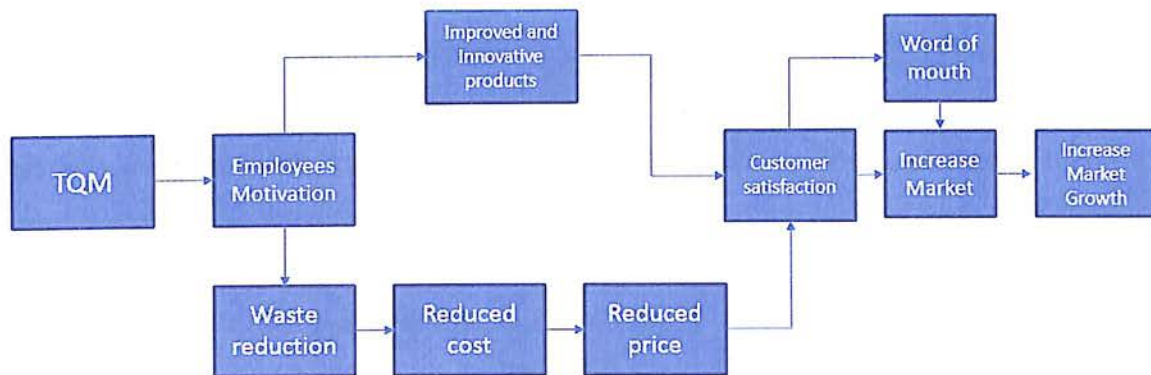 TQM
Employees
Motivation
Improved and
Innovative
products
Waste
reduction
Reduced
cost
Reduced
price
Customer
satisfaction
Word of
mouth
Increase
Market
Increase
Market
Growth